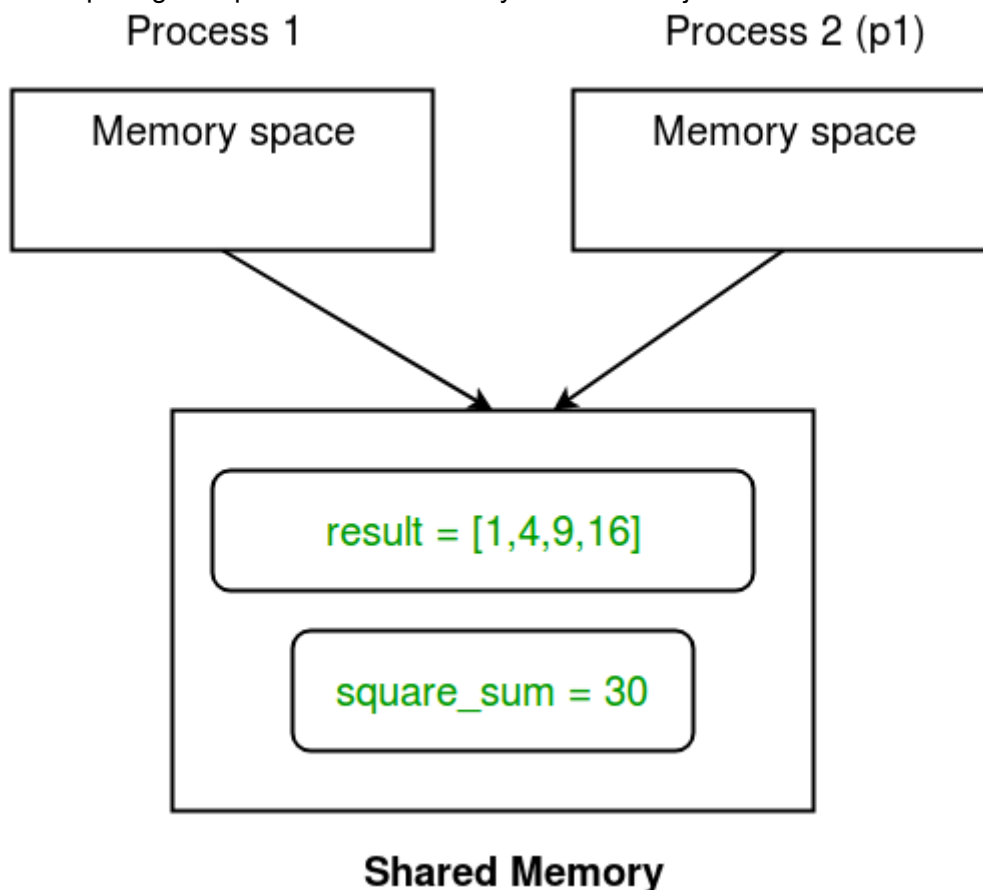 Process 1 Process 2 (p1)
Memory space Memory space
result = [1,4,9,16]
square_sum = 30
Shared Memory